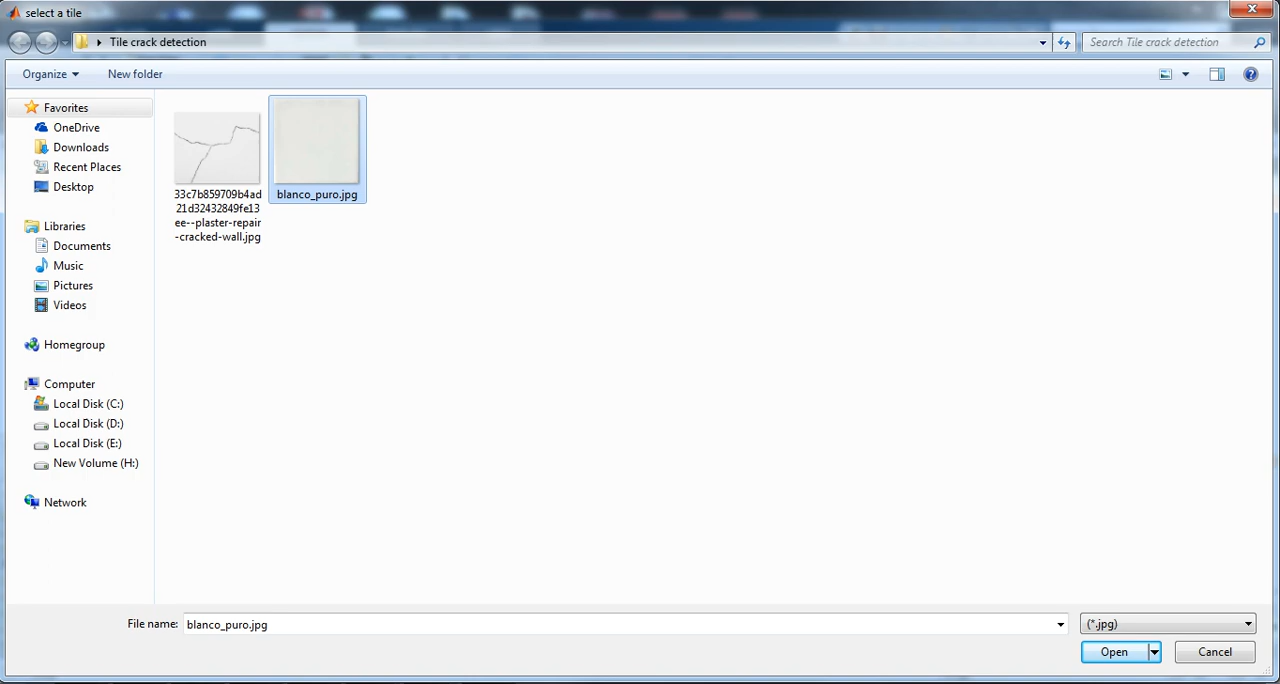 select a tile
Tile crack detection
Search Tile crack detection
Organize
New folder
Favorites
OneDrive
Downloads
Recent Places
Desktop
Libraries
Documents
Music
Pictures
Videos
Homegroup
Computer
Local Disk (C:)
Local Disk (D:)
Local Disk (E:)
New Volume (H:)
Network
33c7b859709b4ad
21d32432849fe13
ee--plaster-repair
-cracked-wall.jpg
blanco_puro.jpg
File name:
blanco_puro.jpg
(*.jpg)
Open
Cancel